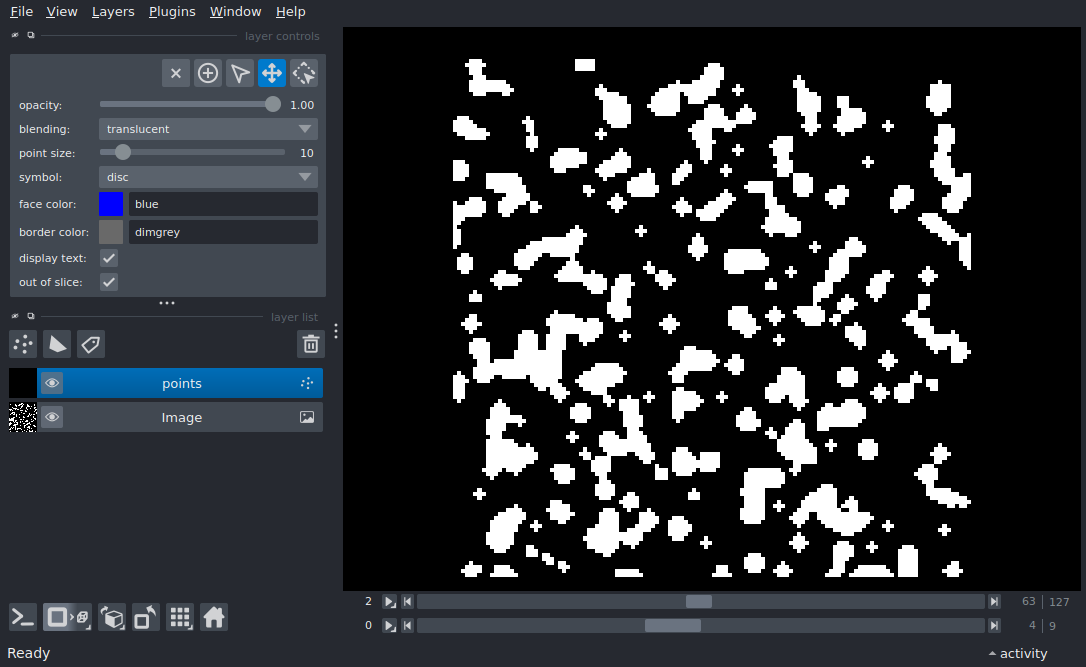 File View Layers Plugins Window Help
layer controls
opacity: 1.00
blending: translucent
point size: 10
symbol: disc
face color: blue
border color: dimgrey
display text:
out of slice:
layer list
points
Image
2 63 127
0 4 9
Ready activity